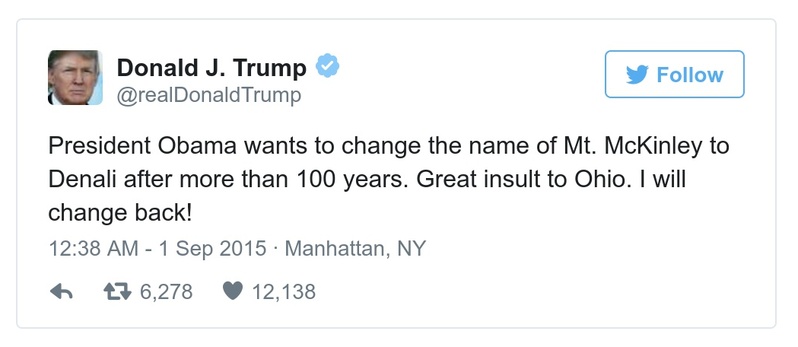 Donald J. Trump
@realDonaldTrump
Follow
President Obama wants to change the name of Mt. McKinley to
Denali after more than 100 years. Great insult to Ohio. I will
change back!
12:38 AM - 1 Sep 2015 · Manhattan, NY
6,278 12,138